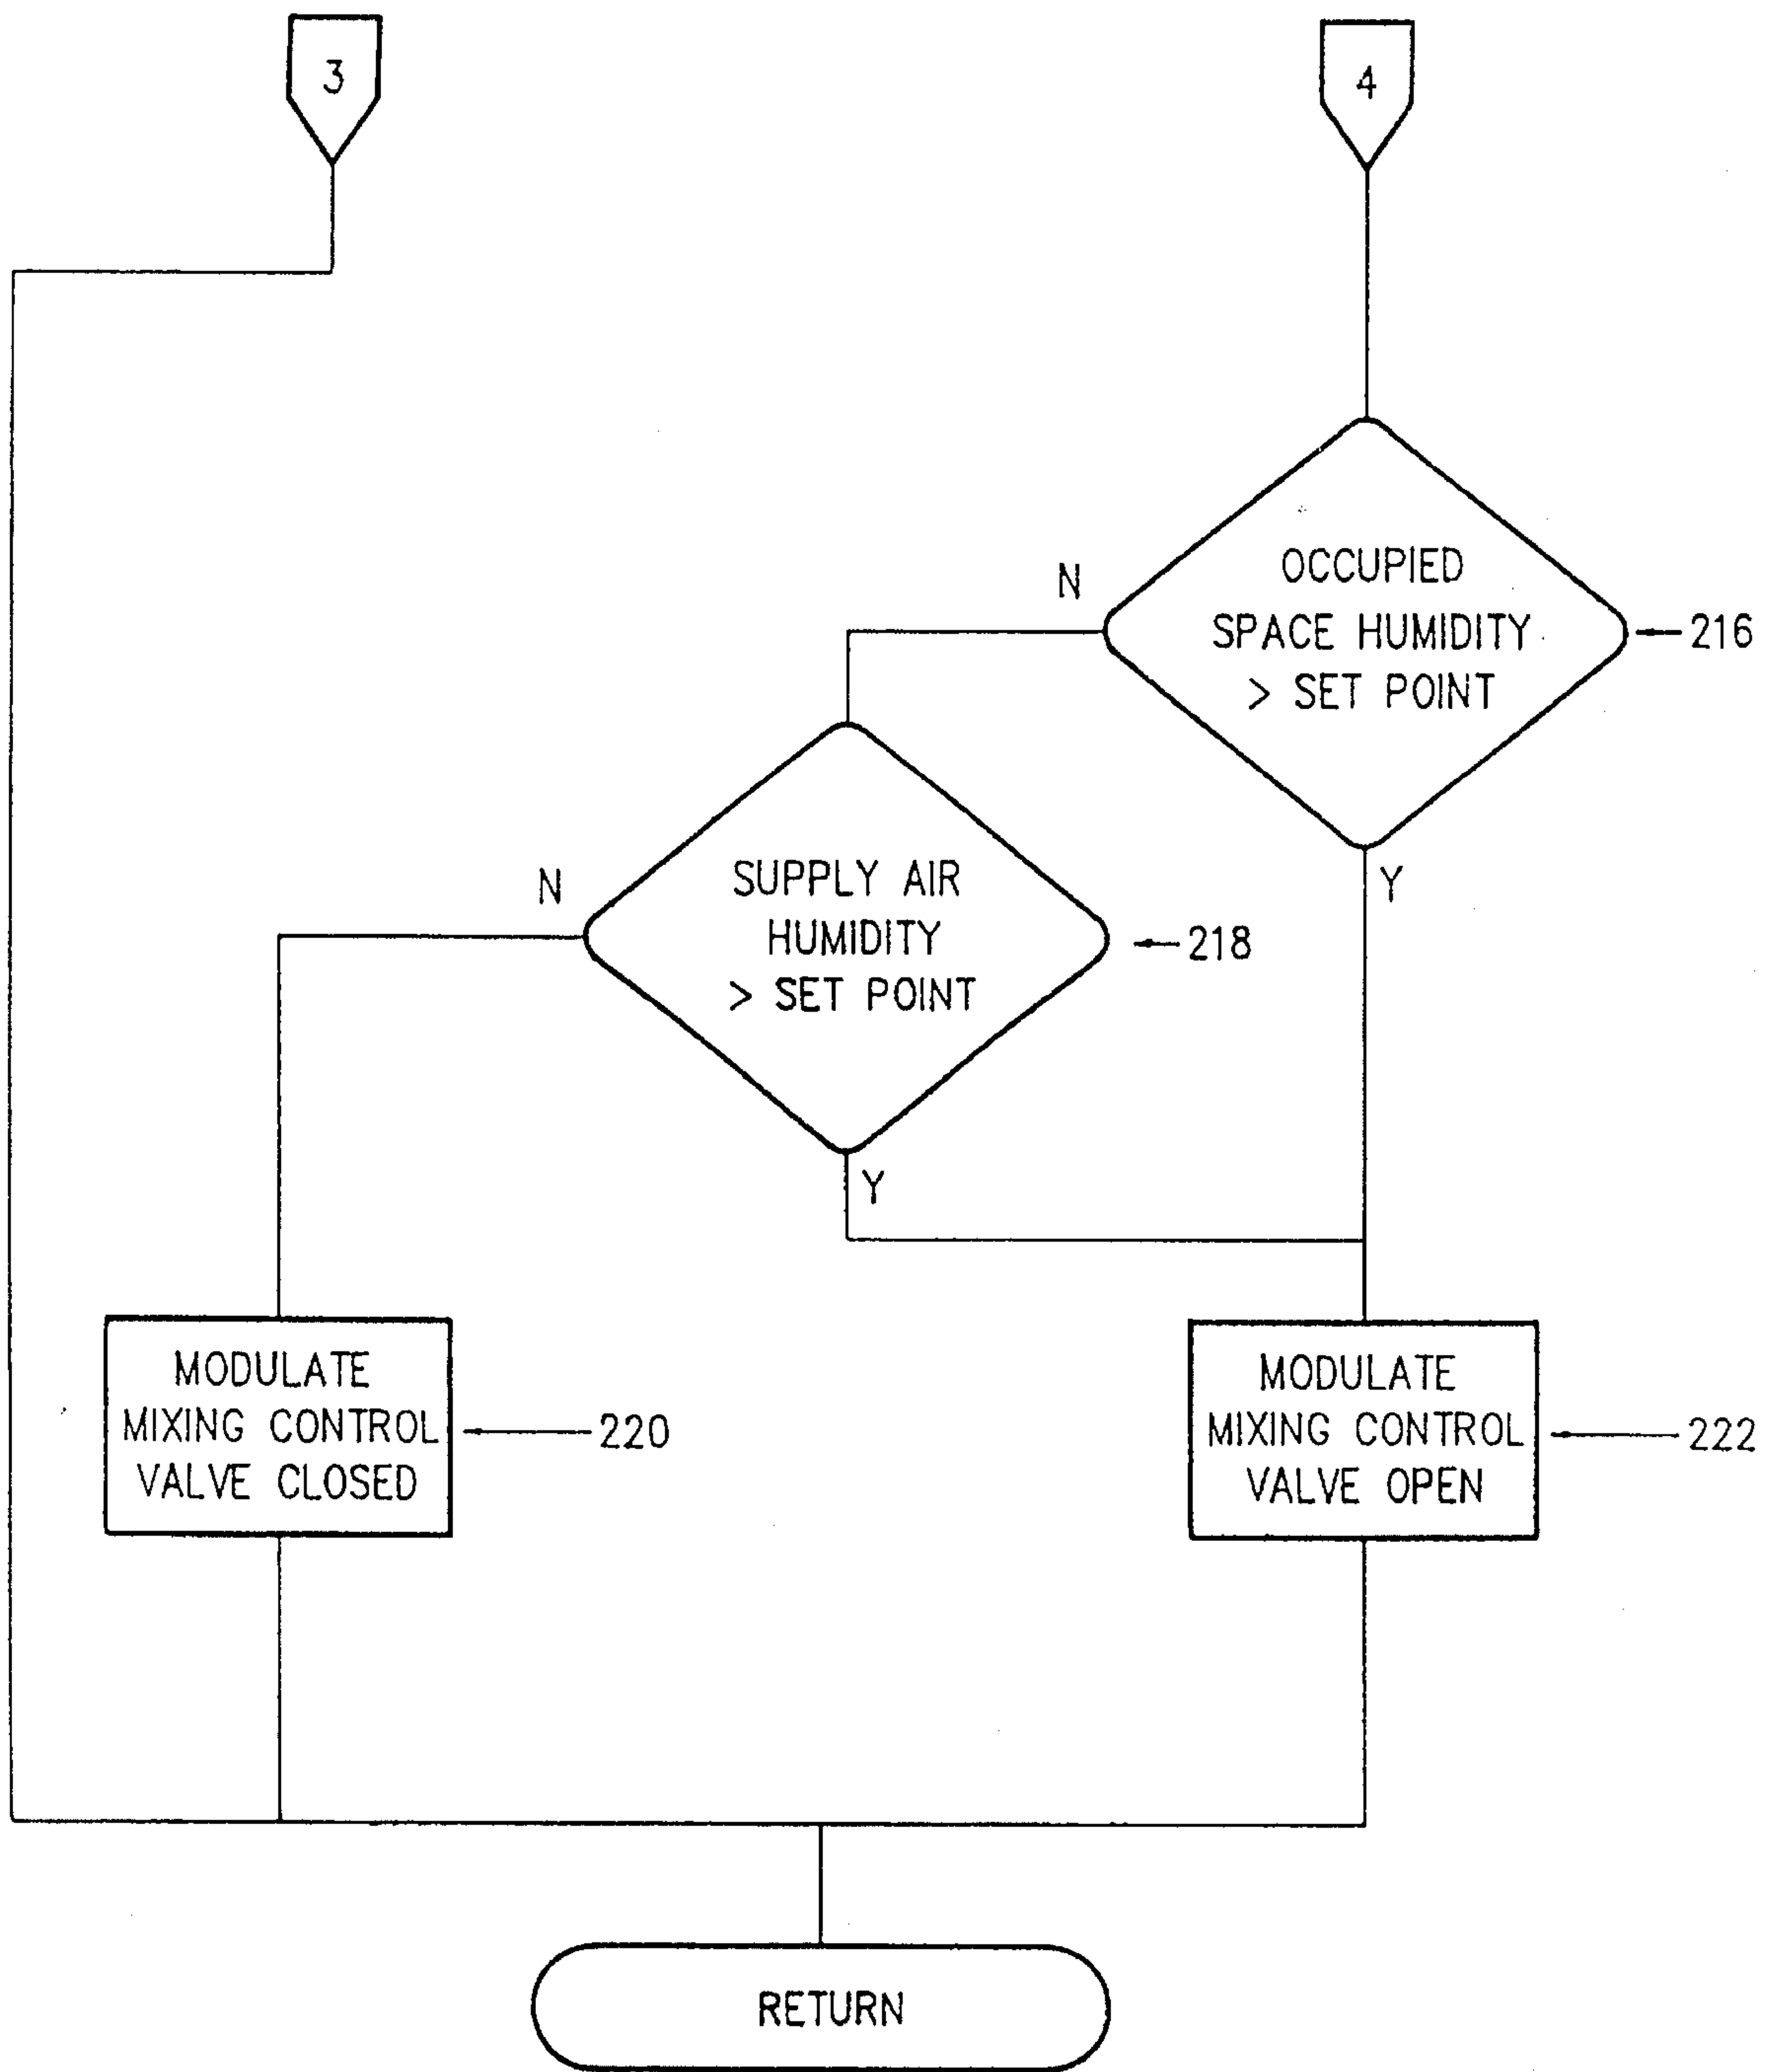 3
4
N
OCCUPIED
SPACE HUMIDITY
> SET POINT
216
Y
N
SUPPLY AIR
HUMIDITY
> SET POINT
218
Y
MODULATE
MIXING CONTROL
VALVE CLOSED
220
MODULATE
MIXING CONTROL
VALVE OPEN
222
RETURN